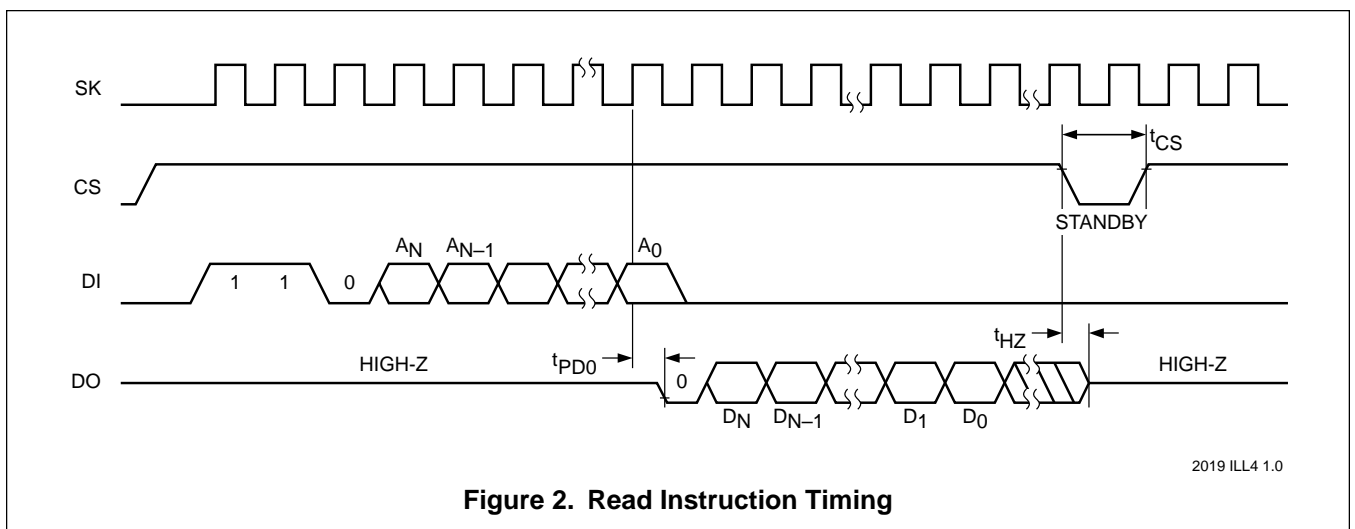 SK
CS
tCS
STANDBY
DI
1 1 0 AN AN–1 A0
DO
HIGH-Z
tPD0
0
DN DN–1 D1 D0
tHZ
HIGH-Z
2019 ILL4 1.0
Figure 2. Read Instruction Timing